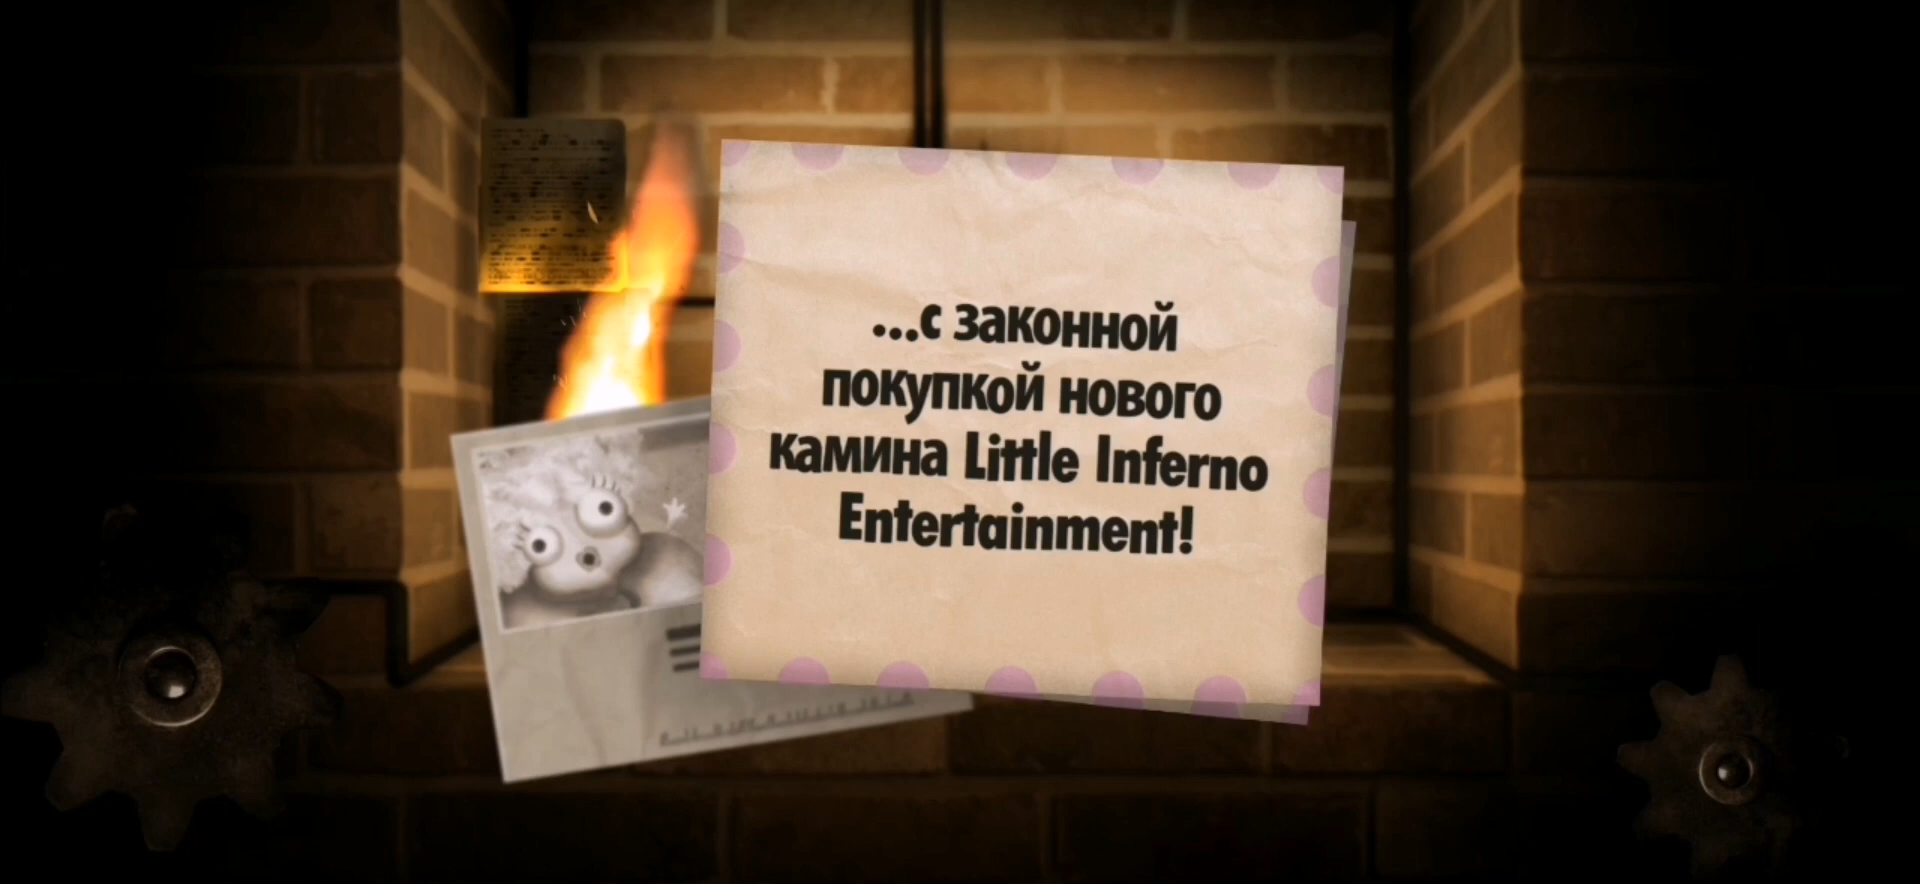 ...с законной
покупкой нового
камина Little Inferno
Entertainment!